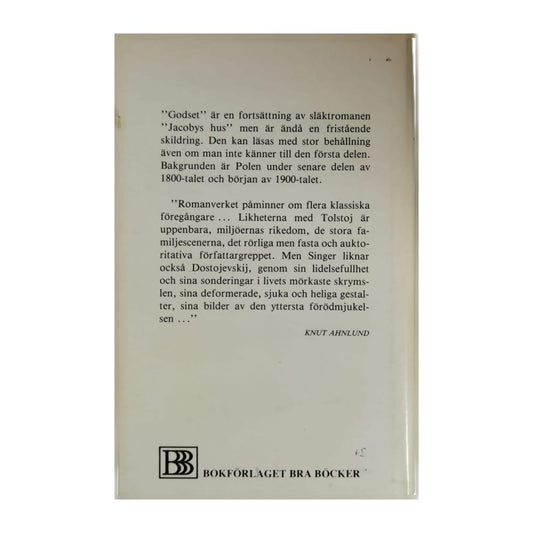 "Godset" är en fortsättning av släktromanen
"Jacobys hus" men är ändå en fristående
skildring. Den kan läsas med stor behållning
även om man inte känner till den första delen.
Bakgrunden är Polen under senare delen av
1800-talet och början av 1900-talet.
"Romanverket påminner om flera klassiska
föregångare ... Likheterna med Tolstoj är
uppenbara, miljöernas rikedom, de stora fa-
miljescenerna, det rörliga men fasta och aukto-
ritativa författargreppet. Men Singer liknar
också Dostojevskij, genom sin lidelsefullhet
och sina sonderingar i livets mörkaste skryms-
len, sina deformerade, sjuka och heliga gestal-
ter, sina bilder av den yttersta förödmjukel-
sen ..."
KNUT AHNLUND
BBB BOKFÖRLAGET BRA BÖCKER